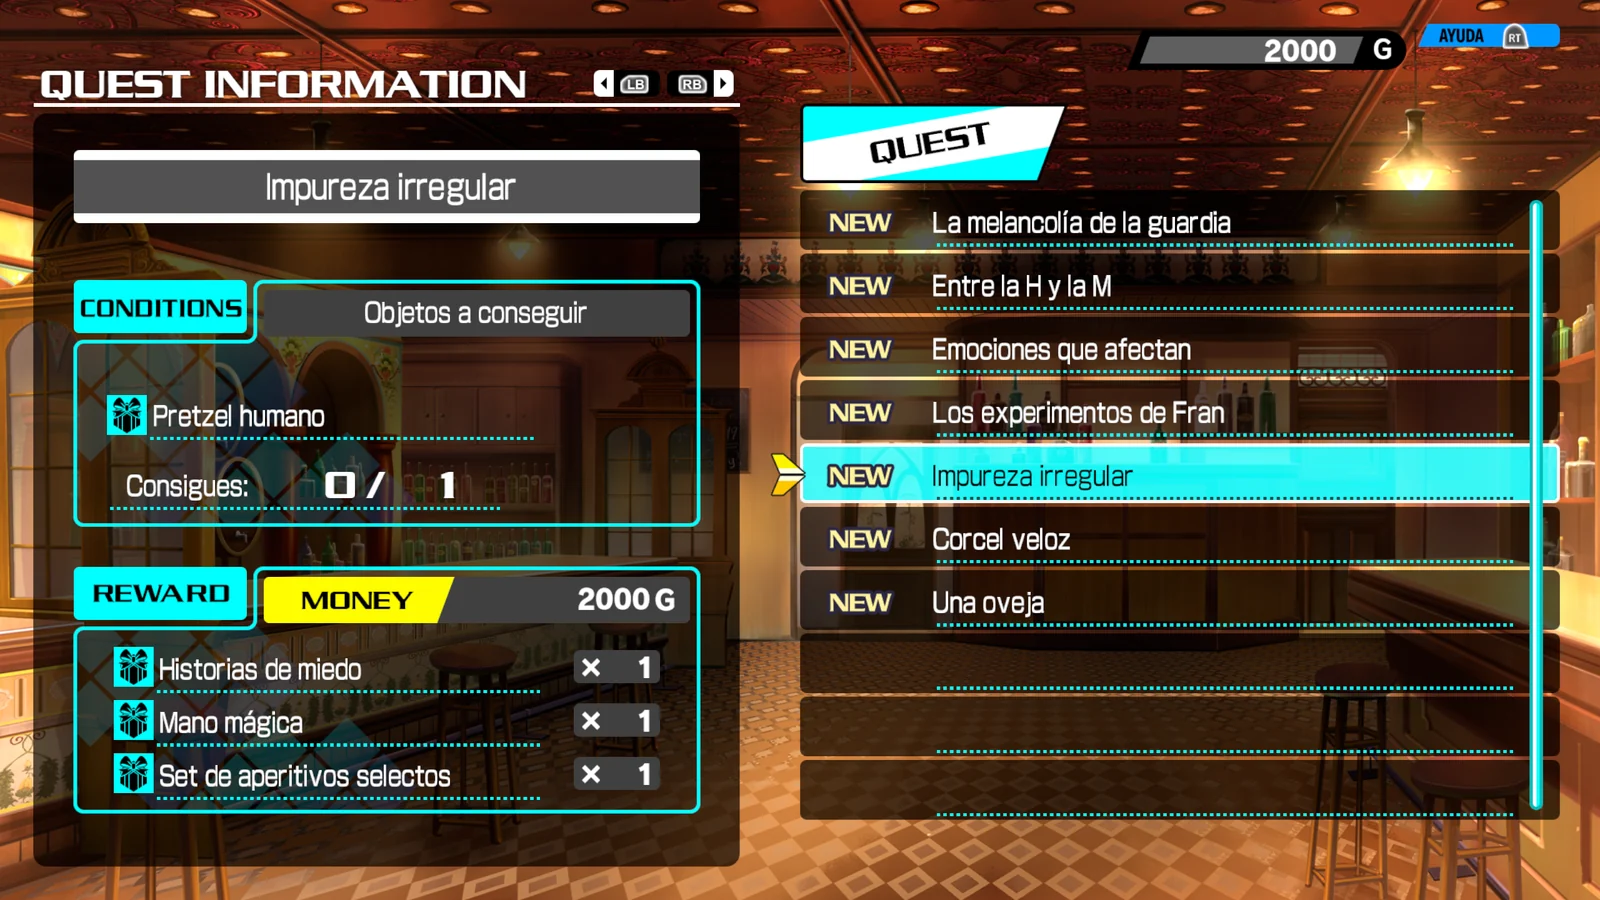 2000 G
AYUDA RT
QUEST INFORMATION
LB RB
Impureza irregular
CONDITIONS
Objetos a conseguir
Pretzel humano
Consigues: 0 / 1
REWARD
MONEY 2000 G
Historias de miedo × 1
Mano mágica × 1
Set de aperitivos selectos × 1
QUEST
NEW La melancolía de la guardia
NEW Entre la H y la M
NEW Emociones que afectan
NEW Los experimentos de Fran
NEW Impureza irregular
NEW Corcel veloz
NEW Una oveja